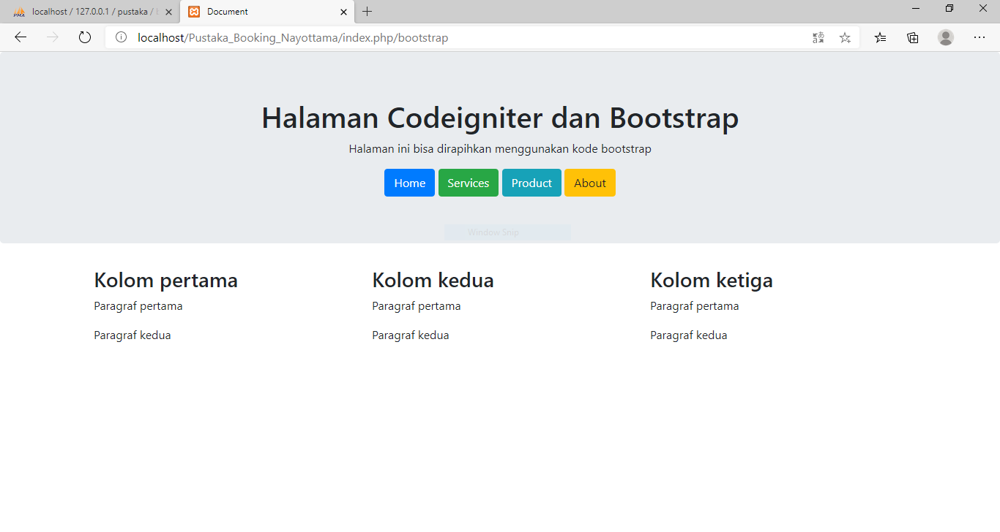 localhost / 127.0.0.1 / pustaka /
Document
localhost/Pustaka_Booking_Nayottama/index.php/bootstrap
Halaman Codeigniter dan Bootstrap
Halaman ini bisa dirapihkan menggunakan kode bootstrap
Home Services Product About
Window Snip
Kolom pertama Kolom kedua Kolom ketiga
Paragraf pertama Paragraf pertama Paragraf pertama
Paragraf kedua Paragraf kedua Paragraf kedua